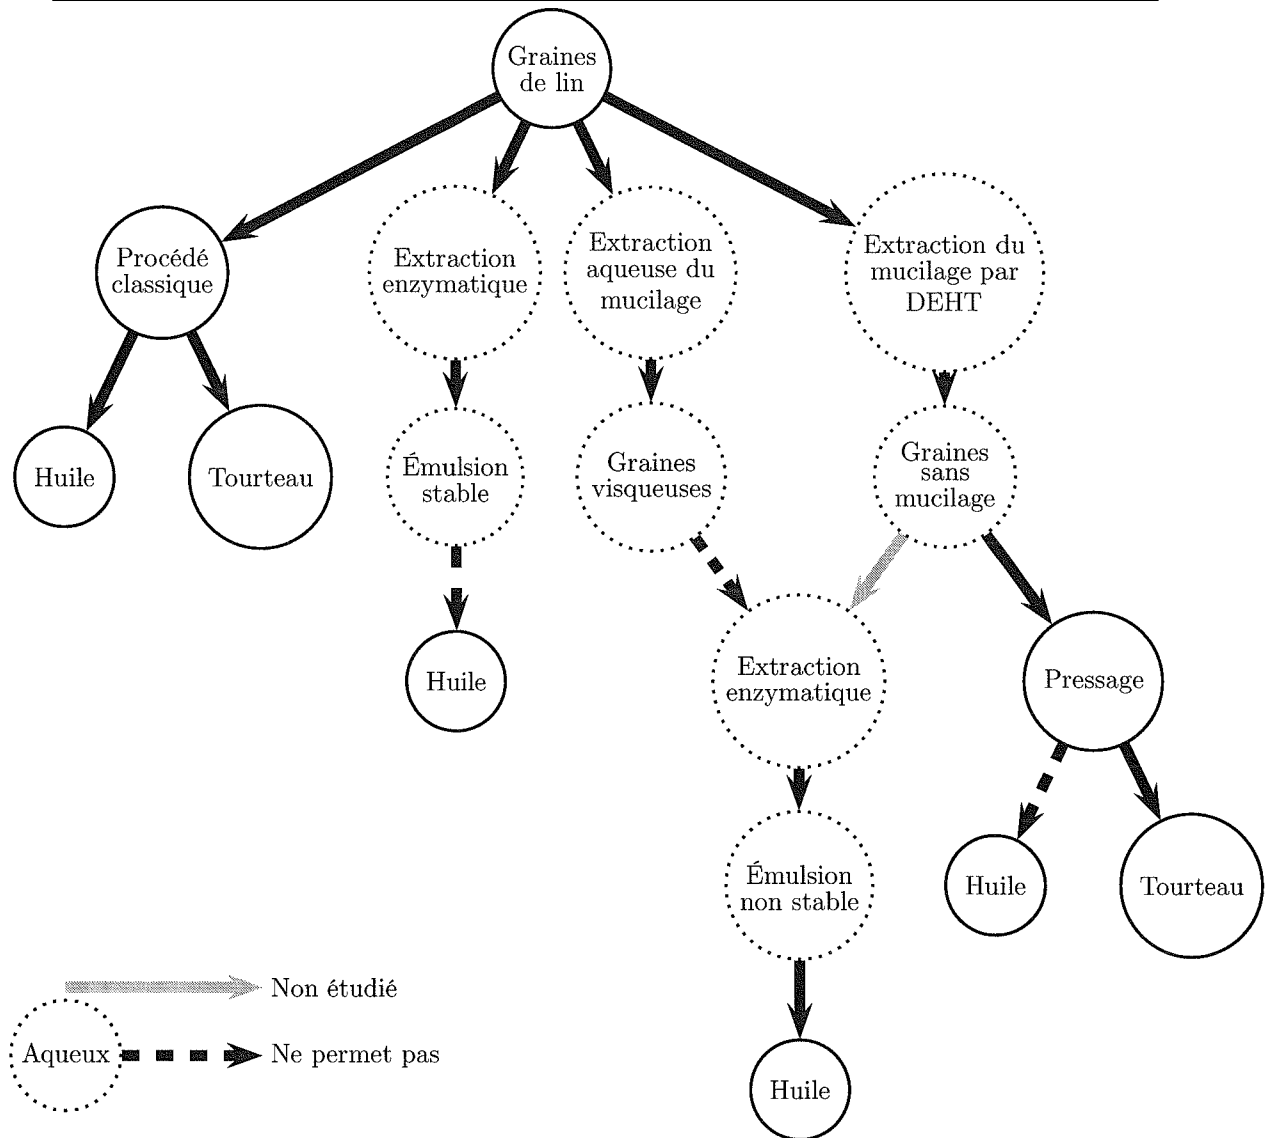 Graines
de lin
Procédé
classique
Extraction
enzymatique
Extraction
aqueuse du
mucilage
Extraction du
mucilage par
DEHT
Huile
Tourteau
Émulsion
stable
Graines
visqueuses
Graines
sans
mucilage
Huile
Extraction
enzymatique
Pressage
Émulsion
non stable
Huile
Tourteau
Non étudié
Aqueux
Ne permet pas
Huile